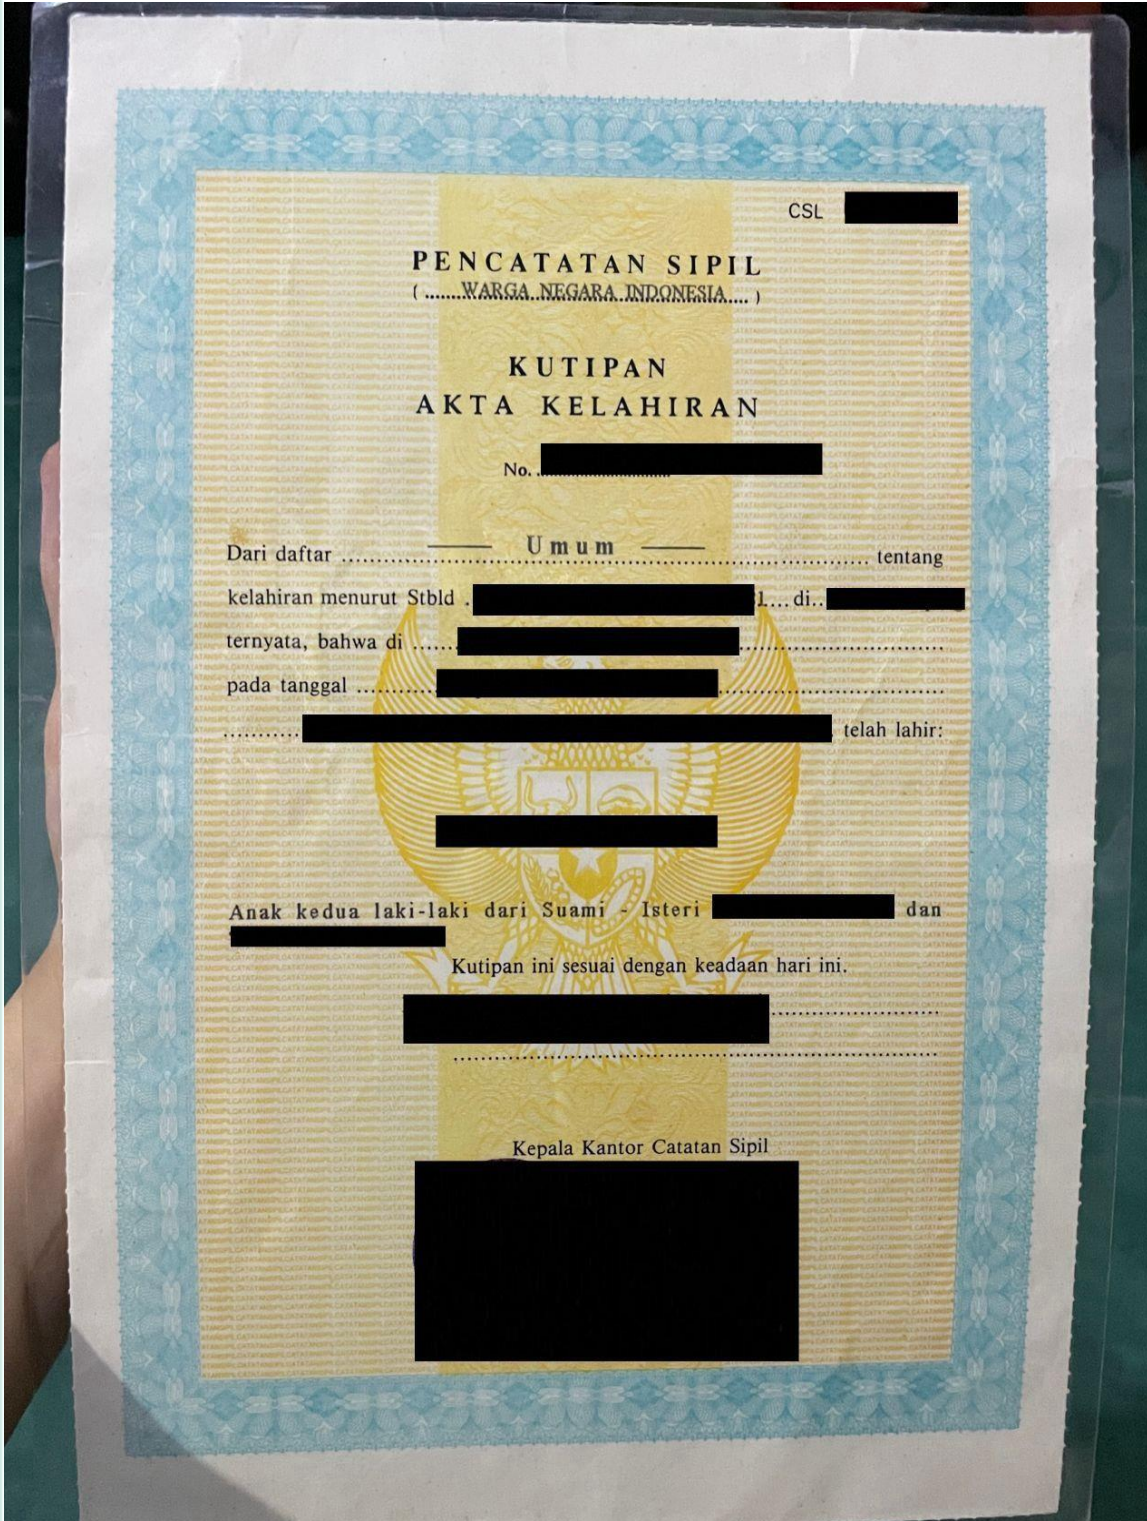 CSL
PENCATATAN SIPIL
( ........WARGA NEGARA INDONESIA.... )
KUTIPAN
AKTA KELAHIRAN
No. ........................
Dari daftar ............ Umum ............ tentang
kelahiran menurut Stbld . ... di..
ternyata, bahwa di ......
pada tanggal ..........
........... telah lahir:
Anak kedua laki-laki dari Suami - Isteri dan
Kutipan ini sesuai dengan keadaan hari ini.
Kepala Kantor Catatan Sipil